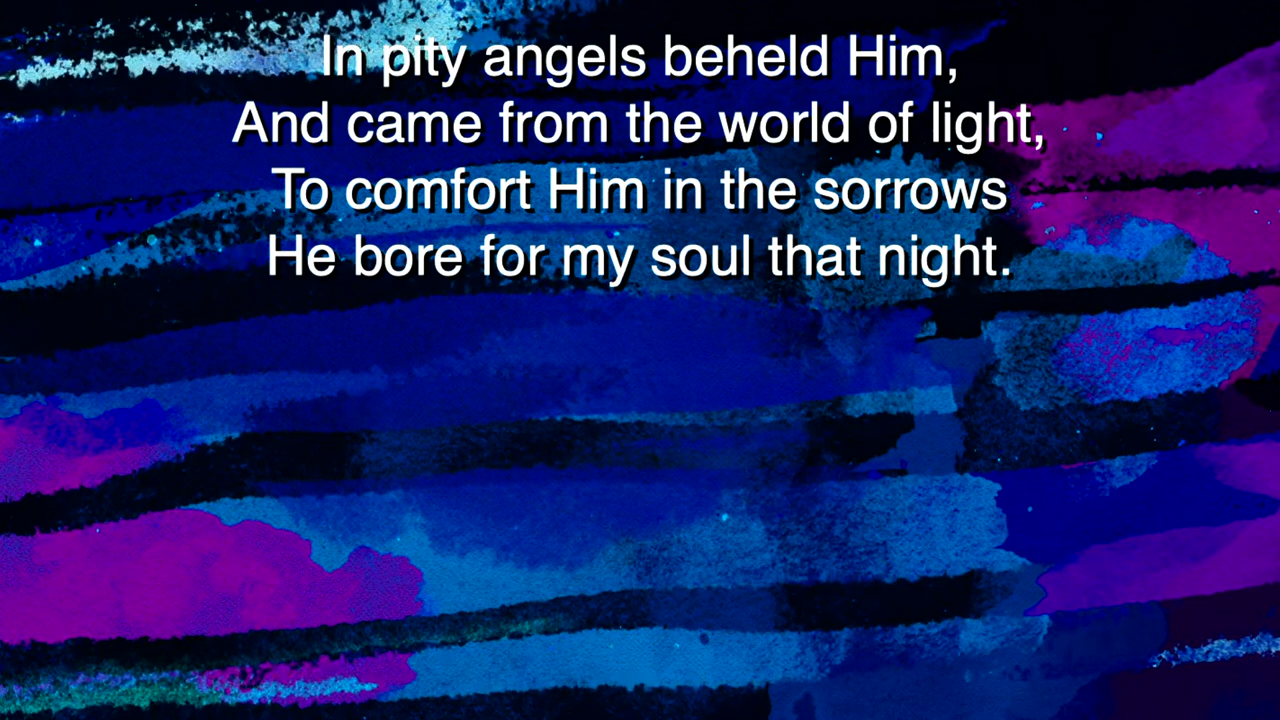 In pity angels beheld Him,
And came from the world of light,
To comfort Him in the sorrows
He bore for my soul that night.